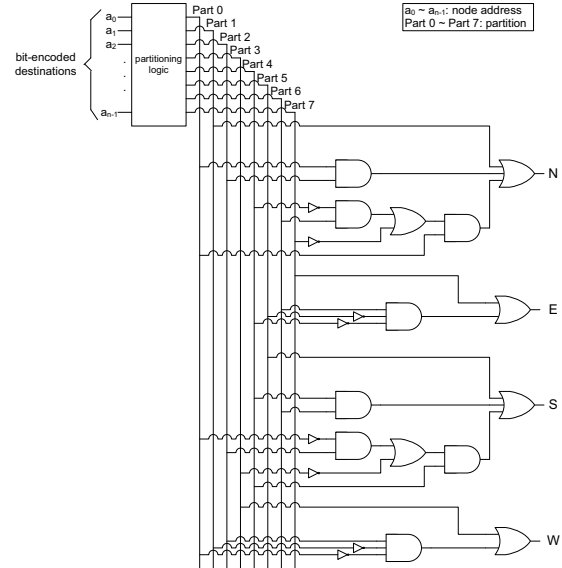 a0 ~ an-1: node address
Part 0 ~ Part 7: partition
bit-encoded
destinations
a0
a1
a2
.
.
.
an-1
partitioning
logic
Part 0
Part 1
Part 2
Part 3
Part 4
Part 5
Part 6
Part 7
N
E
S
W